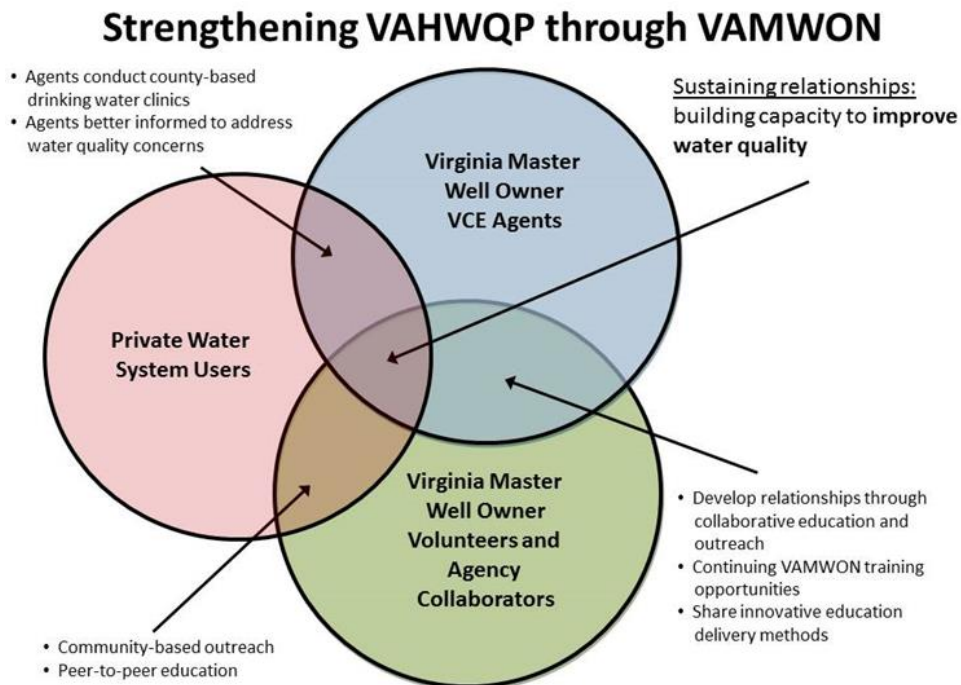 Strengthening VAHWQP through VAMWON
• Agents conduct county-based
drinking water clinics
• Agents better informed to address
water quality concerns
Sustaining relationships:
building capacity to improve
water quality
Virginia Master
Well Owner
VCE Agents
Private Water
System Users
Virginia Master
Well Owner
Volunteers and
Agency
Collaborators
• Develop relationships through
collaborative education and
outreach
• Continuing VAMWON training
opportunities
• Share innovative education
delivery methods
• Community-based outreach
• Peer-to-peer education